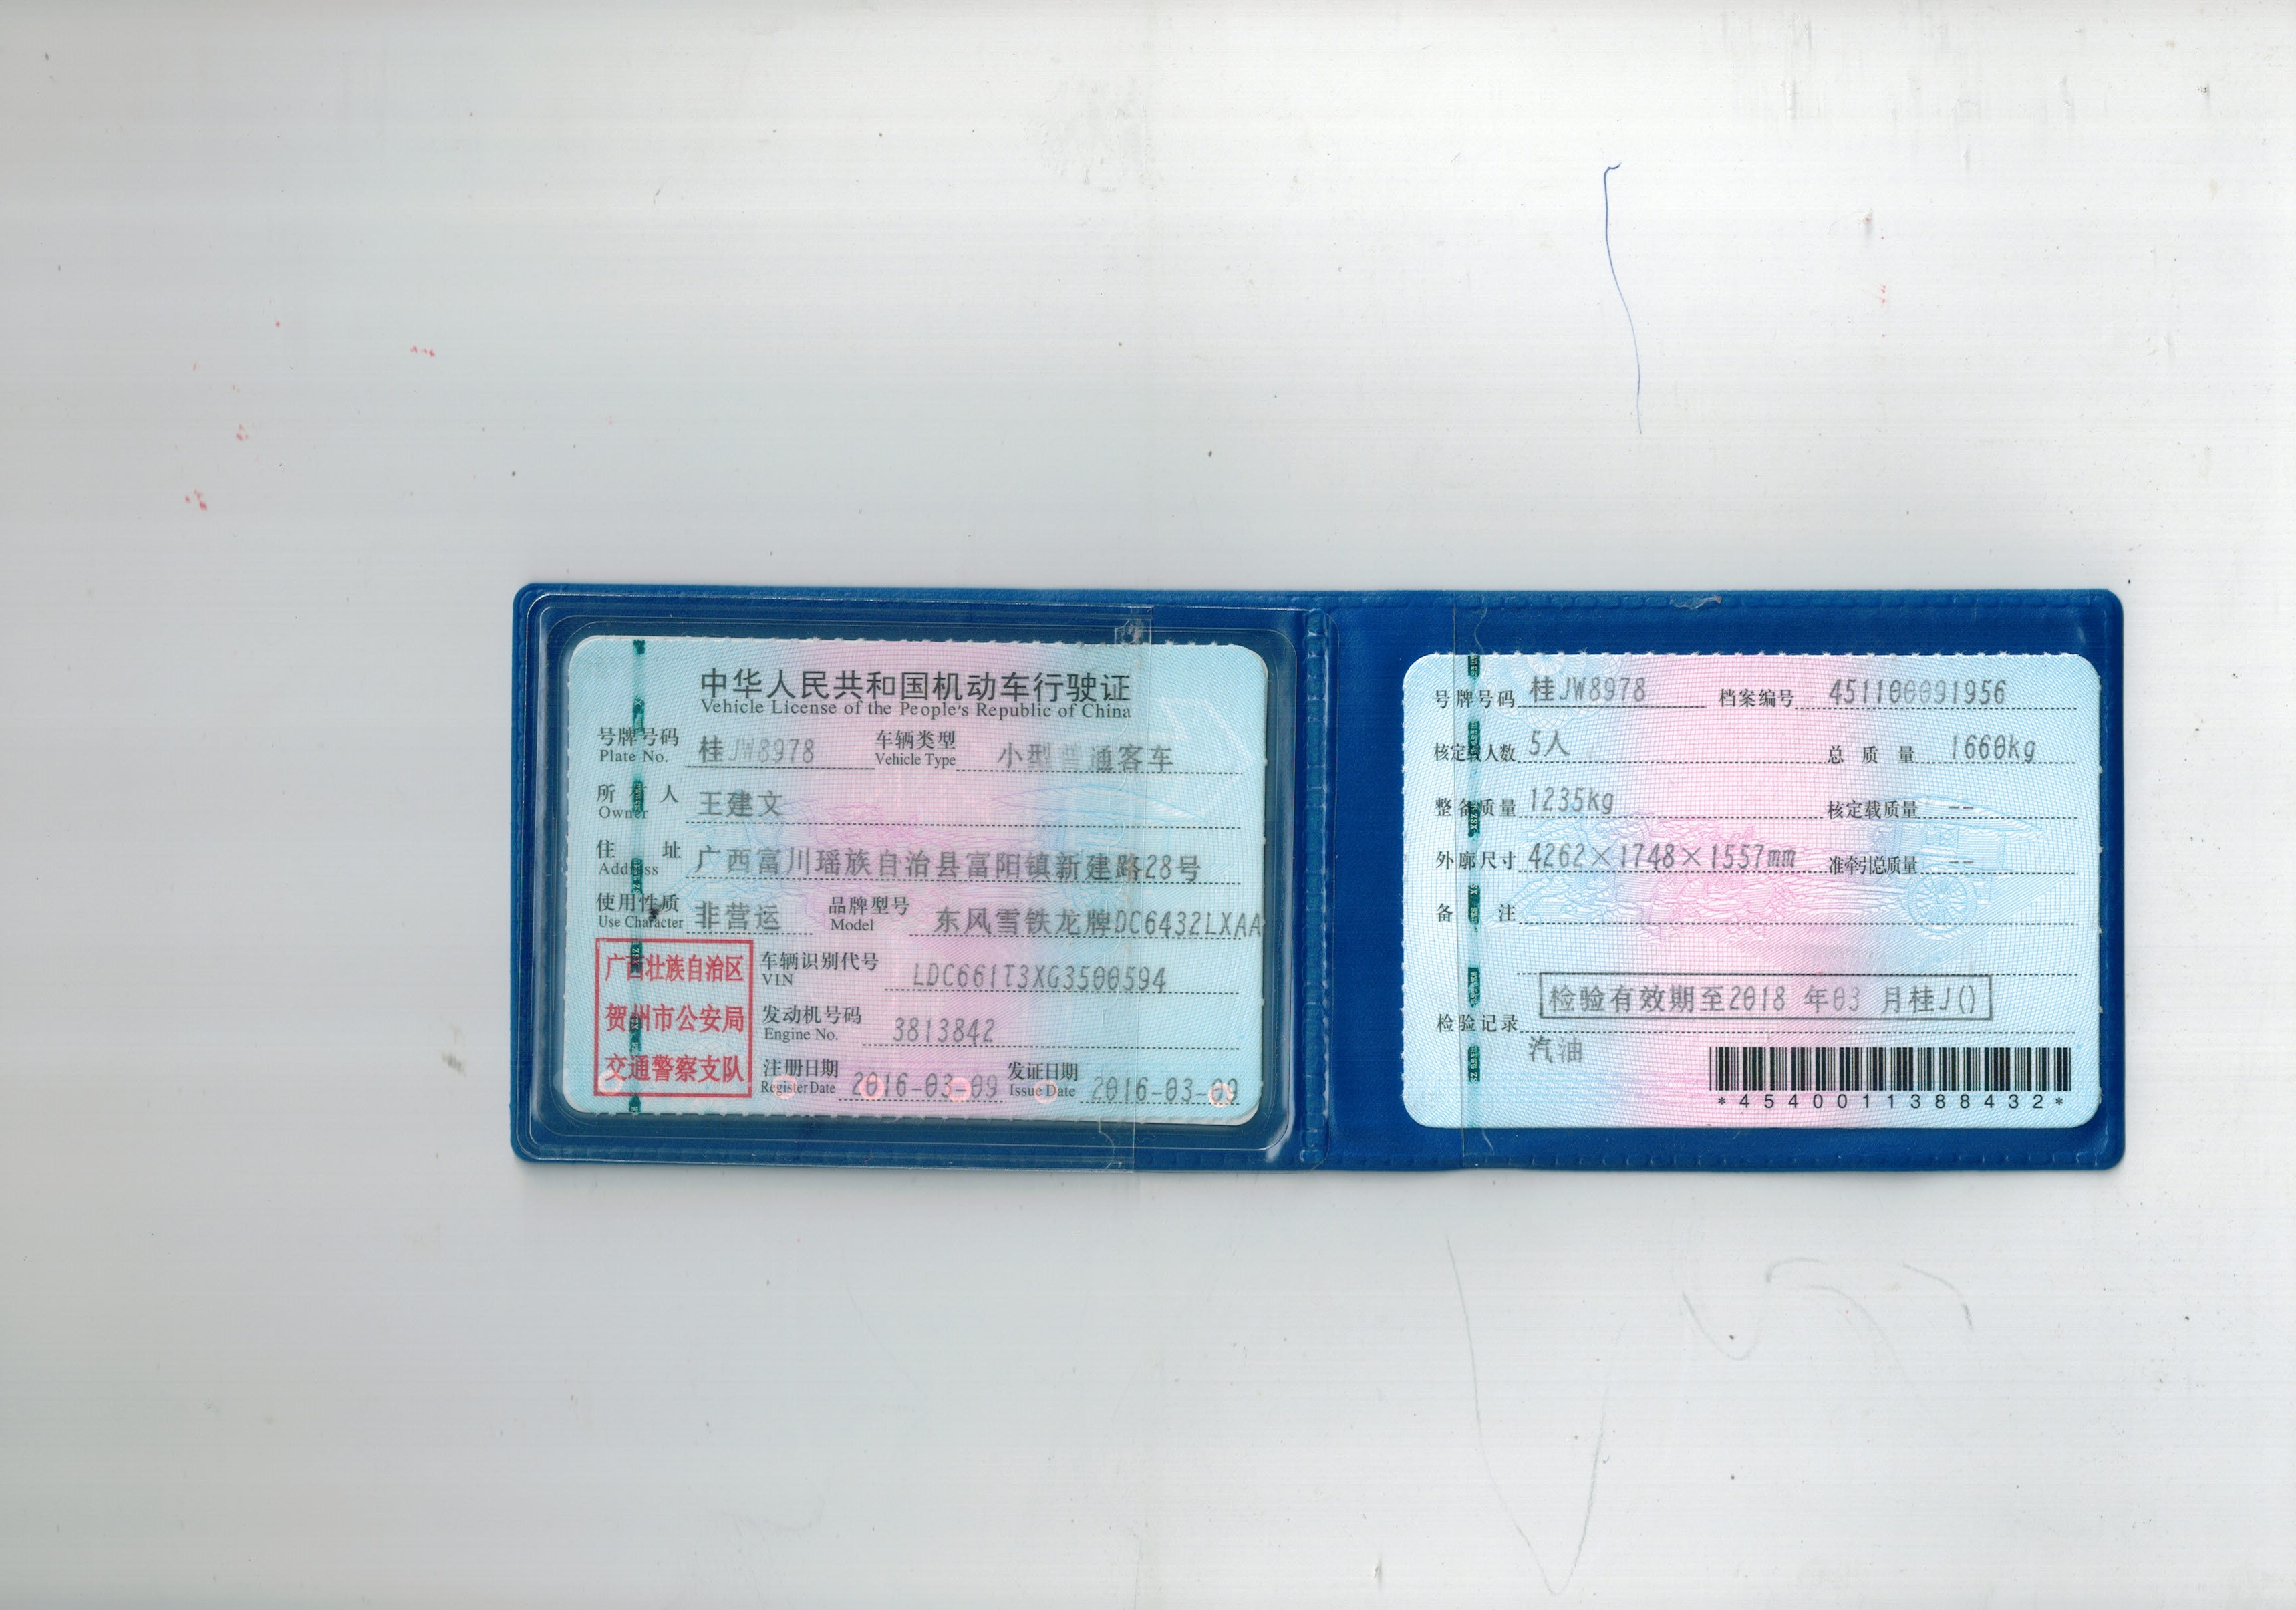 中华人民共和国机动车行驶证
Vehicle License of the People's Republic of China
号牌号码 桂JW8978 车辆类型 小型普通客车
Plate No. Vehicle Type
所有人 王建文
Owner
住址 广西富川瑶族自治县富阳镇新建路28号
Address
使用性质 非营运 品牌型号 东风雪铁龙牌DC6432LXAA
Use Character Model
广西壮族自治区
贺州市公安局
交通警察支队
车辆识别代号 LDC661T3XG3500594
VIN
发动机号码 3813842
Engine No.
注册日期 2016-03-09 发证日期 2016-03-09
Register Date Issue Date
号牌号码 桂JW8978 档案编号 451100091956
核定载人数 5人 总质量 1660kg
整备质量 1235kg 核定载质量 --
外廓尺寸 4262×1748×1557mm 准牵引总质量 --
备注
检验有效期至2018 年03 月桂J()
检验记录
汽油
*4540011388432*